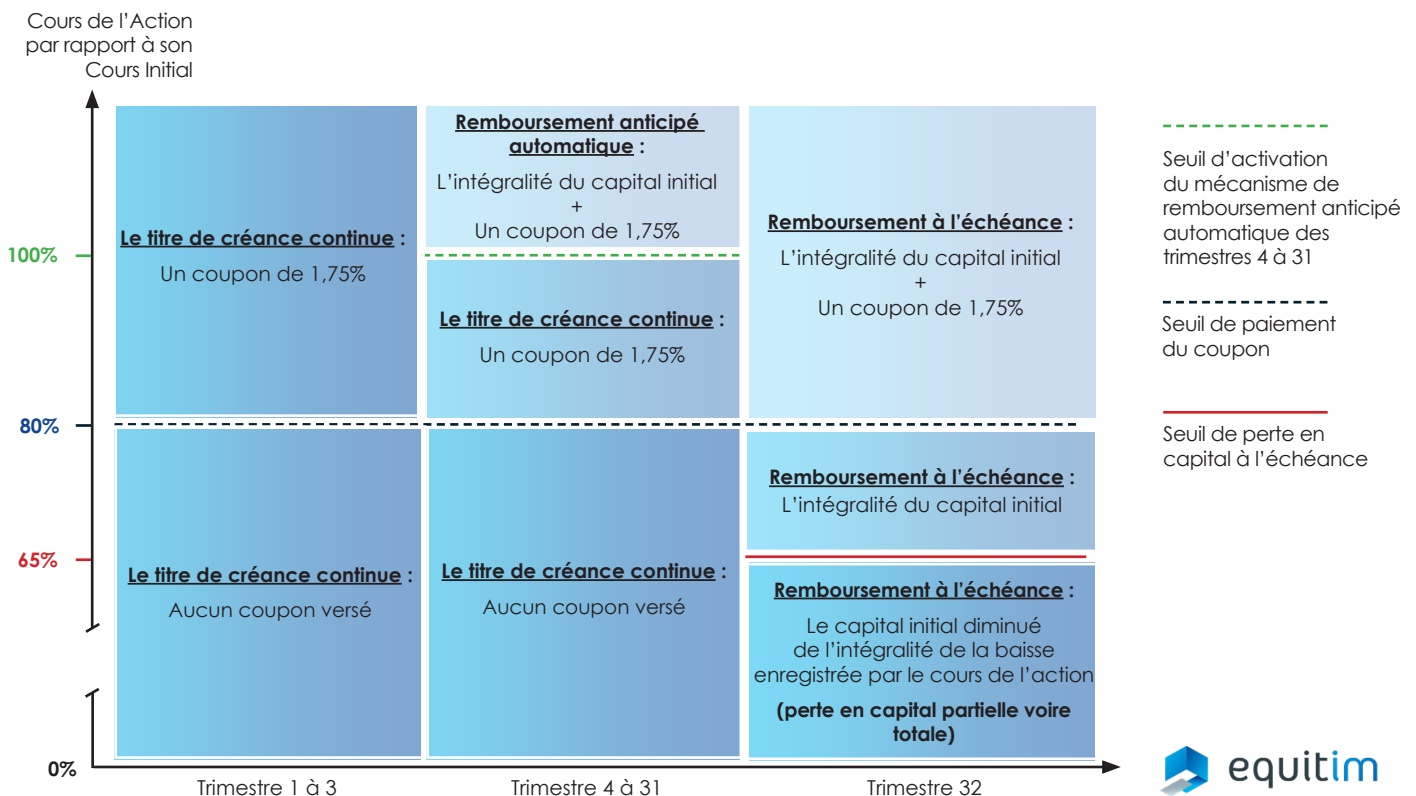 Cours de l’Action
par rapport à son
Cours Initial
100%
80%
65%
0%
Le titre de créance continue :
Un coupon de 1,75%
Le titre de créance continue :
Aucun coupon versé
Remboursement anticipé
automatique :
L’intégralité du capital initial
+
Un coupon de 1,75%
Le titre de créance continue :
Un coupon de 1,75%
Le titre de créance continue :
Aucun coupon versé
Remboursement à l’échéance :
L’intégralité du capital initial
+
Un coupon de 1,75%
Remboursement à l’échéance :
L’intégralité du capital initial
Remboursement à l’échéance :
Le capital initial diminué
de l’intégralité de la baisse
enregistrée par le cours de l’action
(perte en capital partielle voire
totale)
Trimestre 1 à 3
Trimestre 4 à 31
Trimestre 32
Seuil d’activation
du mécanisme de
remboursement anticipé
automatique des
trimestres 4 à 31
Seuil de paiement
du coupon
Seuil de perte en
capital à l’échéance
equitim